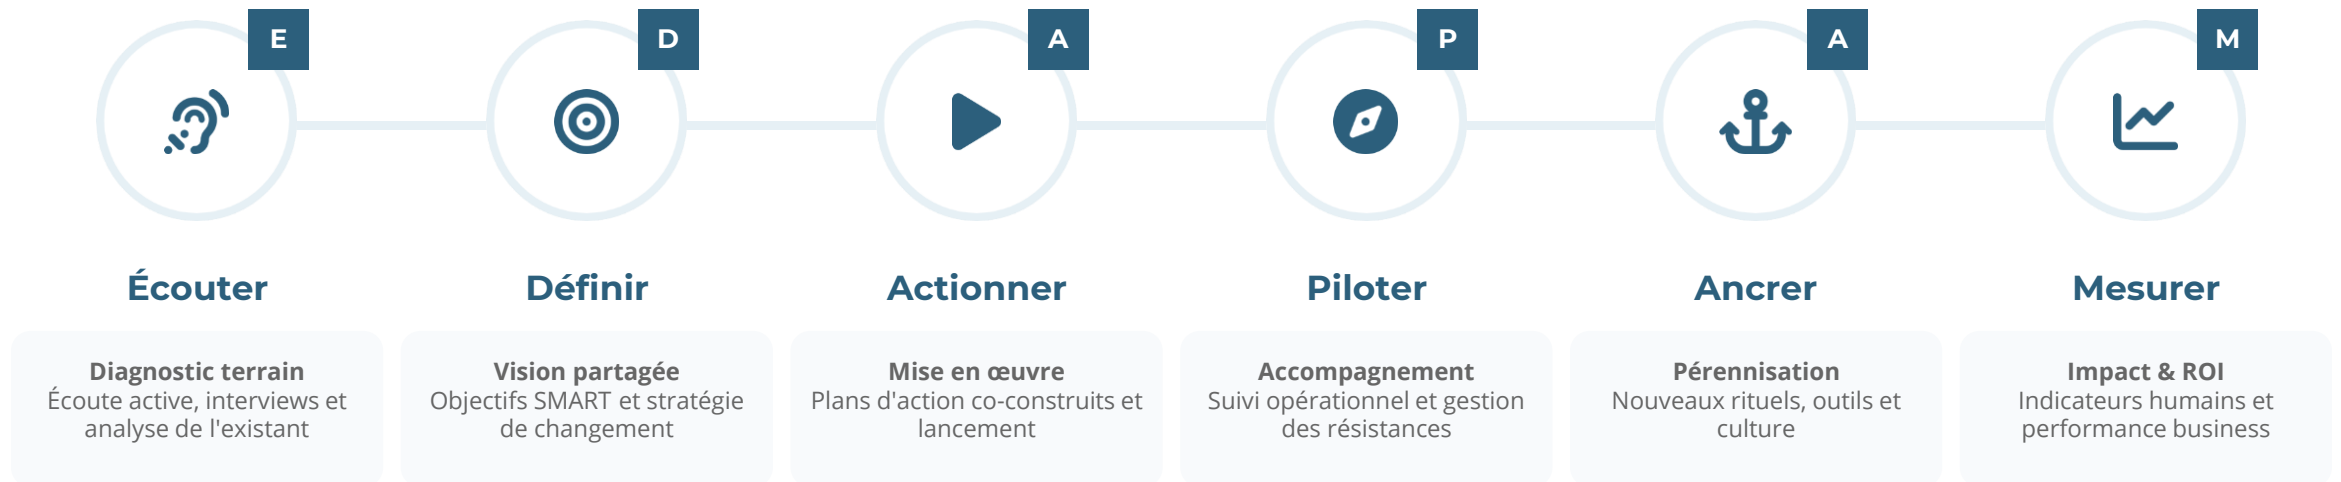 E
D
A
P
A
M
Écouter
Définir
Actionner
Piloter
Ancrer
Mesurer
Diagnostic terrain
Écoute active, interviews et
analyse de l'existant
Vision partagée
Objectifs SMART et stratégie
de changement
Mise en œuvre
Plans d'action co-construits et
lancement
Accompagnement
Suivi opérationnel et gestion
des résistances
Pérennisation
Nouveaux rituels, outils et
culture
Impact & ROI
Indicateurs humains et
performance business